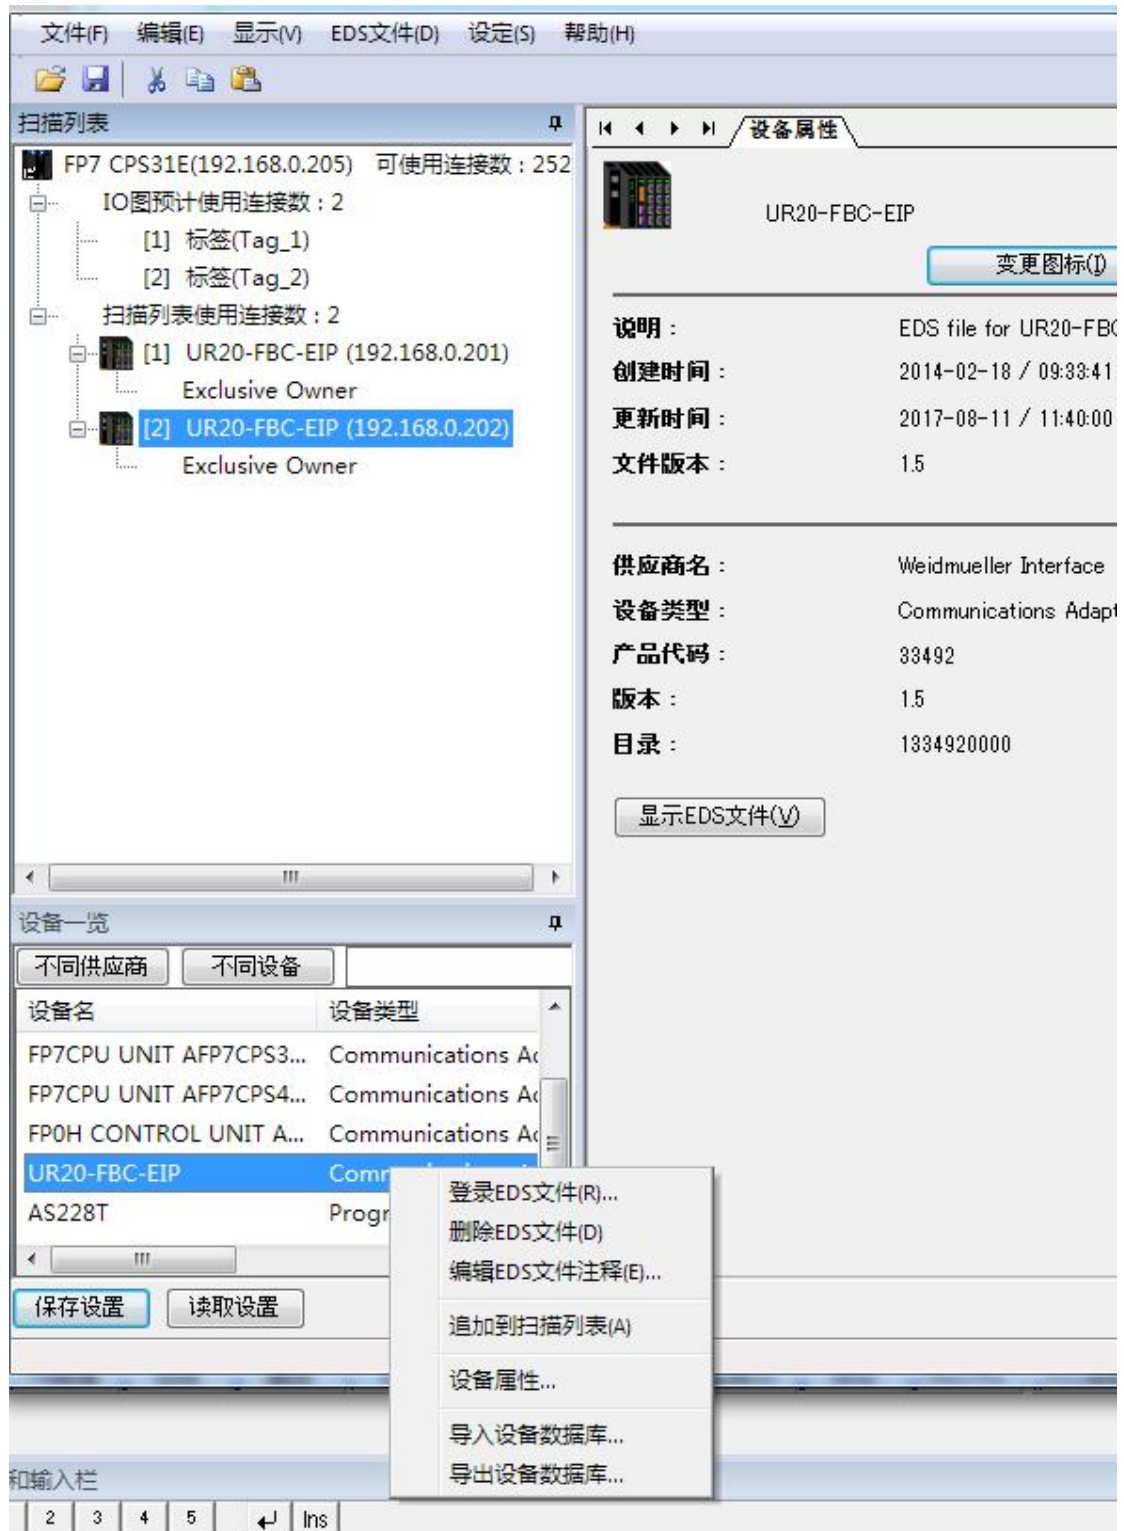 文件(F) 编辑(E) 显示(V) EDS文件(D) 设定(S) 帮助(H)
扫描列表
FP7 CPS31E(192.168.0.205) 可使用连接数 : 252
IO图预计使用连接数 : 2
[1] 标签(Tag_1)
[2] 标签(Tag_2)
扫描列表使用连接数 : 2
[1] UR20-FBC-EIP (192.168.0.201)
Exclusive Owner
[2] UR20-FBC-EIP (192.168.0.202)
Exclusive Owner
设备属性
UR20-FBC-EIP
变更图标(I)
说明 : EDS file for UR20-FBC
创建时间 : 2014-02-18 / 09:33:41
更新时间 : 2017-08-11 / 11:40:00
文件版本 : 1.5
供应商名 : Weidmueller Interface
设备类型 : Communications Adapt
产品代码 : 33492
版本 : 1.5
目录 : 1334920000
显示EDS文件(V)
设备一览
不同供应商 不同设备
设备名 设备类型
FP7CPU UNIT AFP7CPS3... Communications Ad
FP7CPU UNIT AFP7CPS4... Communications Ad
FP0H CONTROL UNIT A... Communications Ad
UR20-FBC-EIP Comm
AS228T Progr
保存设置 读取设置
登录EDS文件(R)...
删除EDS文件(D)
编辑EDS文件注释(E)...
追加到扫描列表(A)
设备属性...
导入设备数据库...
导出设备数据库...
和输入栏
2 3 4 5 Ins